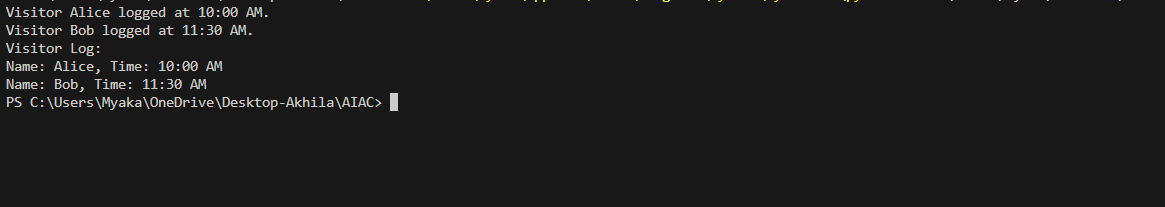 Visitor Alice logged at 10:00 AM.
Visitor Bob logged at 11:30 AM.
Visitor Log:
Name: Alice, Time: 10:00 AM
Name: Bob, Time: 11:30 AM
PS C:\Users\Myaka\OneDrive\Desktop-Akhila\AIAC>